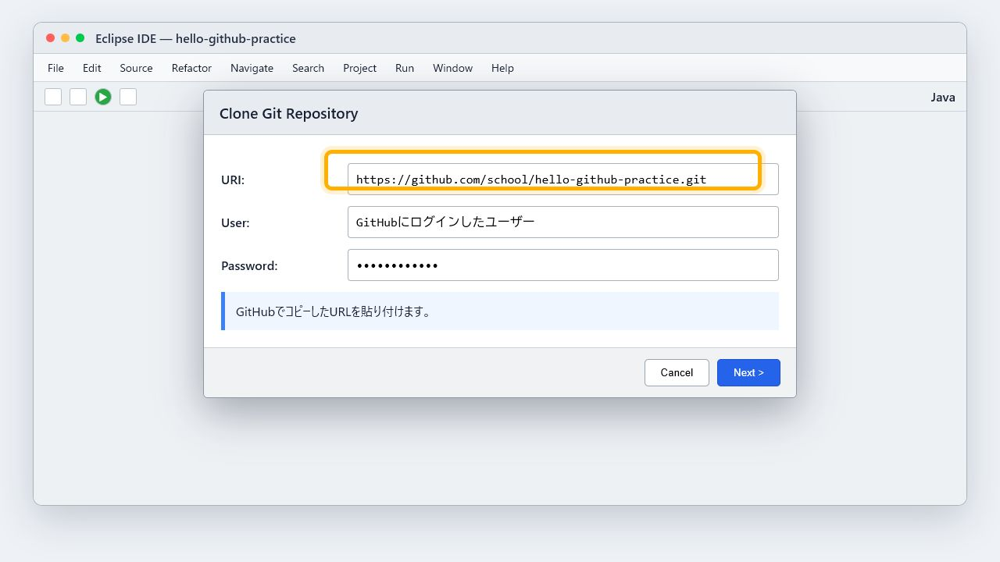 Eclipse IDE — hello-github-practice
File Edit Source Refactor Navigate Search Project Run Window Help
Java
Clone Git Repository
URI: https://github.com/school/hello-github-practice.git
User: GitHubにログインしたユーザー
Password: ••••••••••••
GitHubでコピーしたURLを貼り付けます。
Cancel Next >